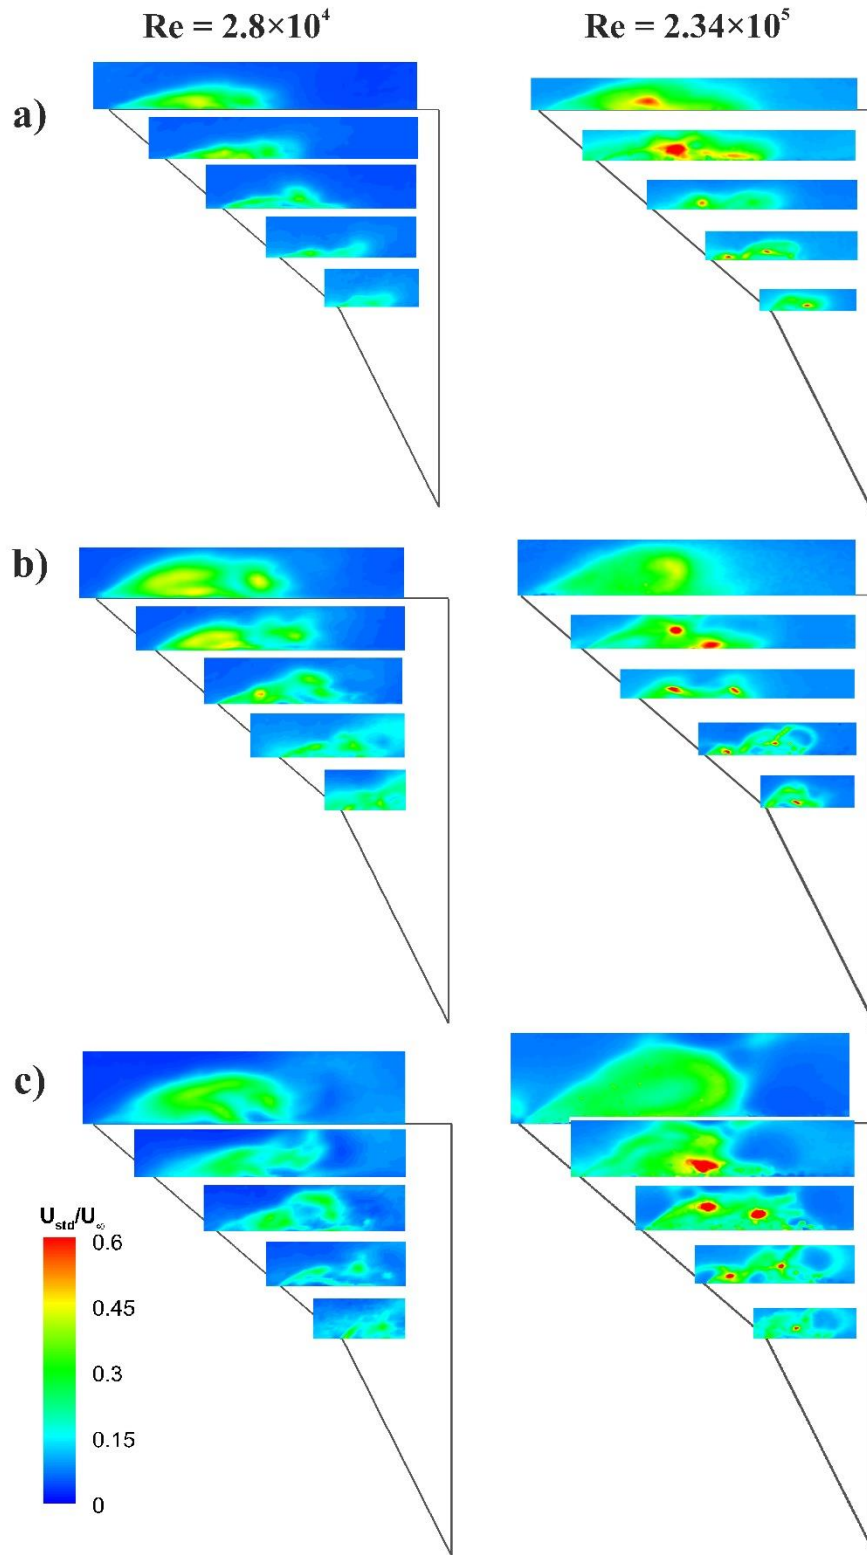 Re = 2.8×10⁴
Re = 2.34×10⁵
a)
b)
c)
U_std/U_∞
0.6
0.45
0.3
0.15
0